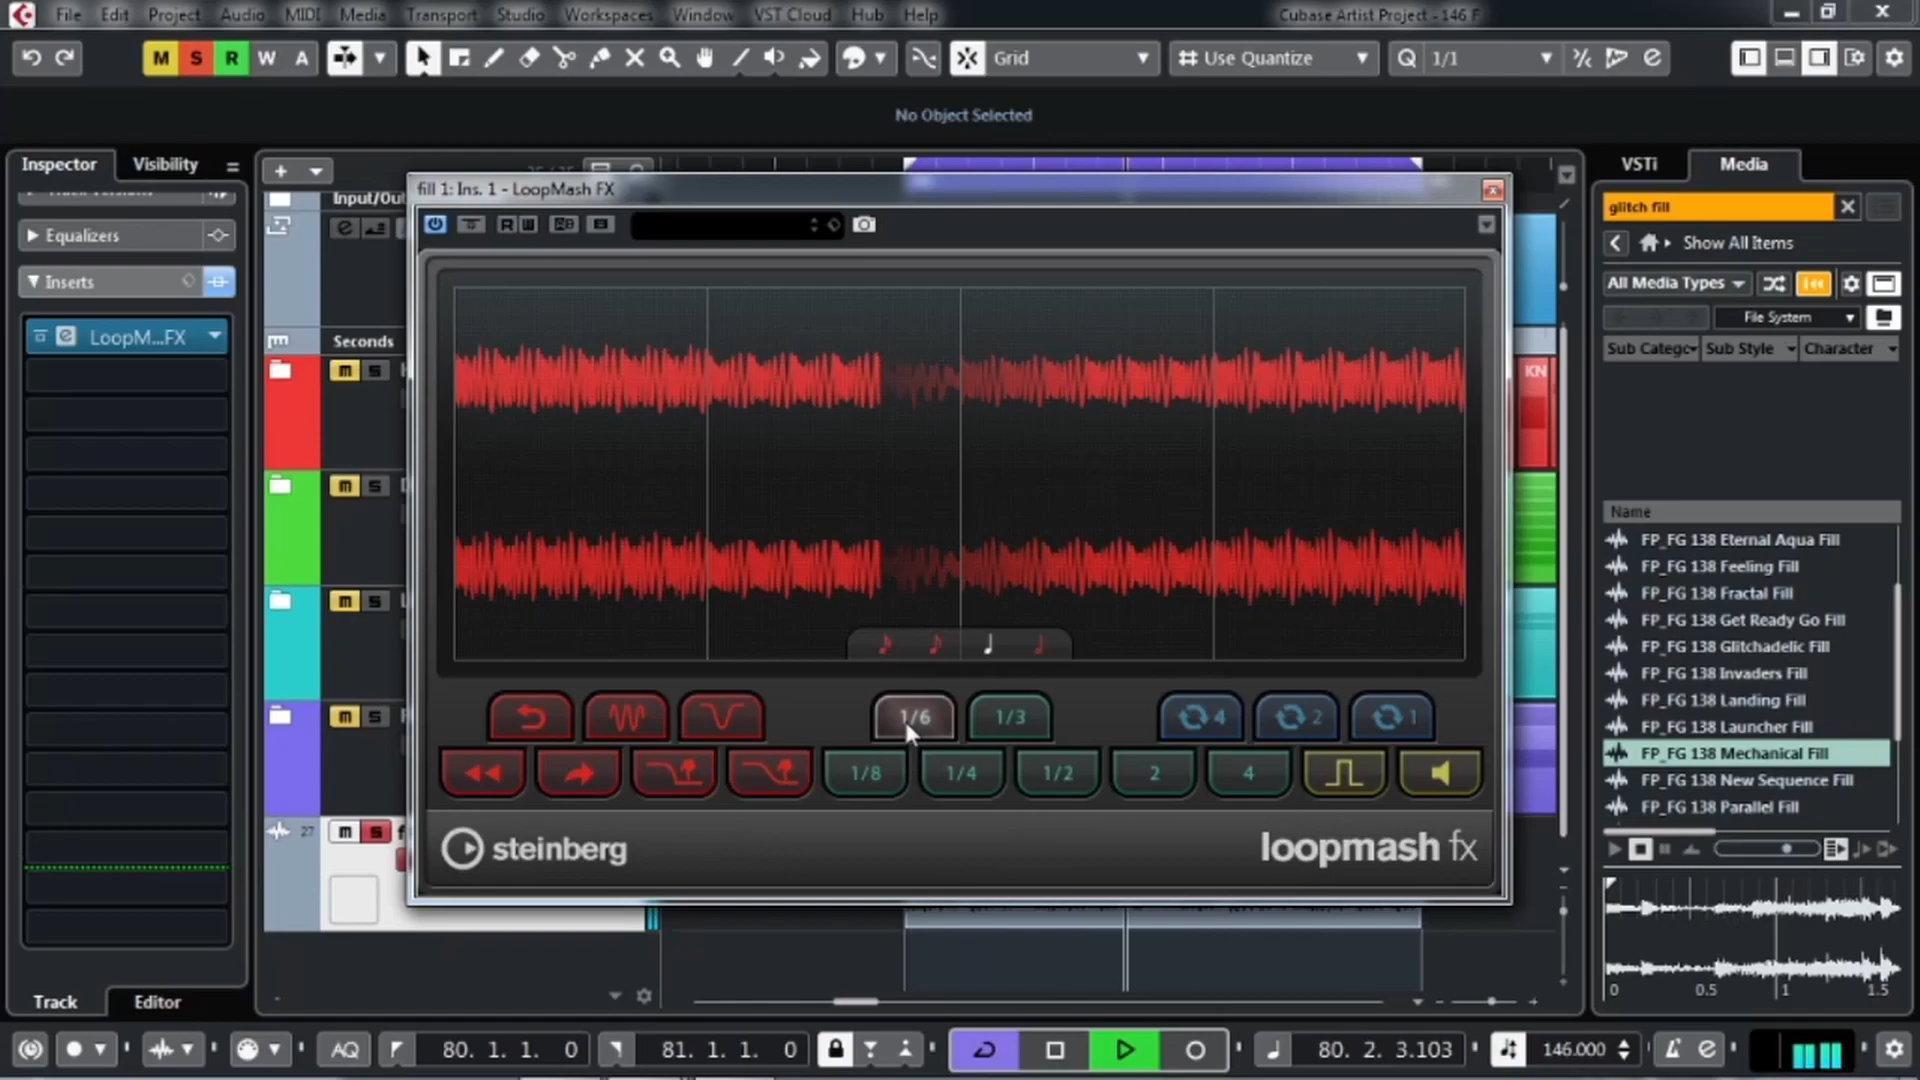 File Edit Project Audio MIDI Media Transport Studio Workspaces Window VST Cloud Hub Help
Cubase Artist Project - 146 F
M S R W A
Grid
Use Quantize
Q 1/1
No Object Selected
Inspector Visibility
VSTi Media
Input/Ou
fill 1: Ins. 1 - LoopMash FX
glitch fill
R W
Equalizers
Show All Items
Inserts
All Media Types
File System
LoopM...FX
Seconds
Sub Catego Sub Style Character
m S
KN
m S
Name
FP_FG 138 Eternal Aqua Fill
FP_FG 138 Feeling Fill
FP_FG 138 Fractal Fill
m S
FP_FG 138 Get Ready Go Fill
FP_FG 138 Glitchadelic Fill
FP_FG 138 Invaders Fill
FP_FG 138 Landing Fill
m S
1/6 1/3 4 2 1
FP_FG 138 Launcher Fill
FP_FG 138 Mechanical Fill
1/8 1/4 1/2 2 4
FP_FG 138 New Sequence Fill
FP_FG 138 Parallel Fill
27 m S f
steinberg
loopmash fx
0 0.5 1 1.5
Track Editor
AQ
80. 1. 1. 0
81. 1. 1. 0
80. 2. 3.103
146.000